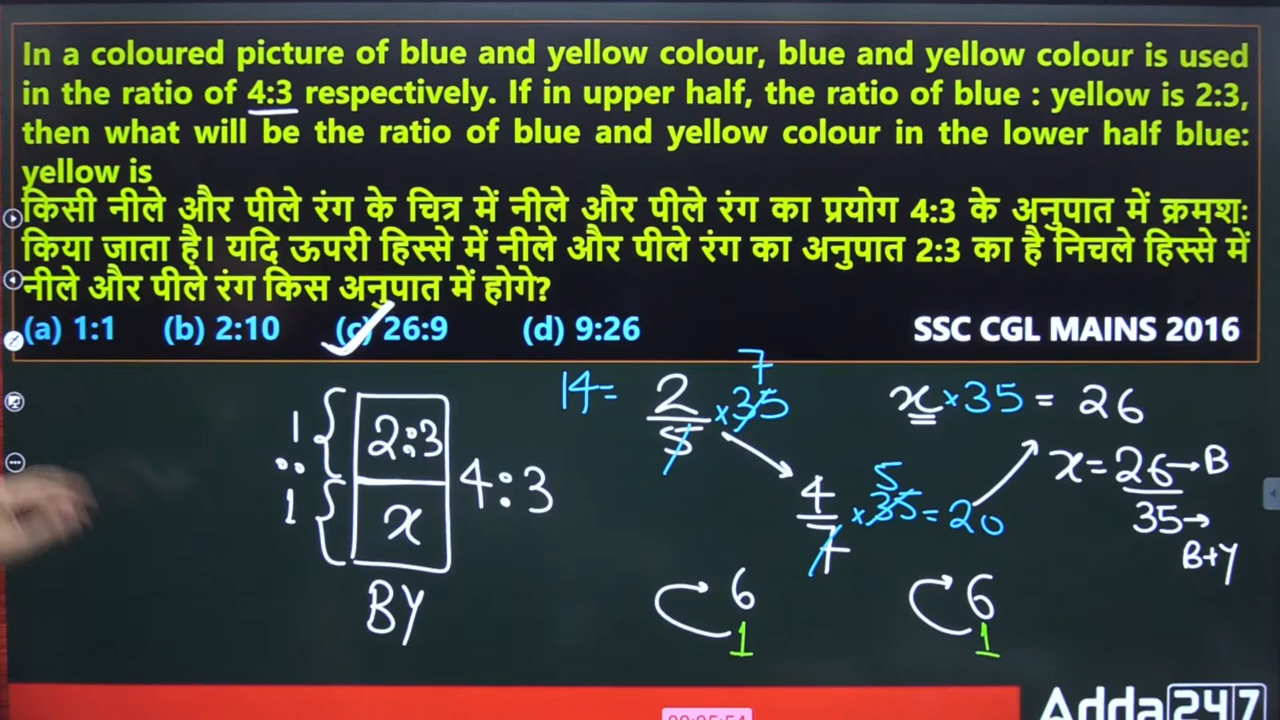 In a coloured picture of blue and yellow colour, blue and yellow colour is used
in the ratio of 4:3 respectively. If in upper half, the ratio of blue : yellow is 2:3,
then what will be the ratio of blue and yellow colour in the lower half blue:
yellow is
किसी नीले और पीले रंग के चित्र में नीले और पीले रंग का प्रयोग 4:3 के अनुपात में क्रमशः
किया जाता है। यदि ऊपरी हिस्से में नीले और पीले रंग का अनुपात 2:3 का है निचले हिस्से में
नीले और पीले रंग किस अनुपात में होगे?
(a) 1:1 (b) 2:10 (c) 26:9 (d) 9:26 SSC CGL MAINS 2016
1 : 1
2:3
x
4:3
BY
14 = 2/5 × 35 7
4/7 × 35 = 20 5
x × 35 = 26
x = 26 → B
35 →
B+Y
6 6
1 1
Adda 247